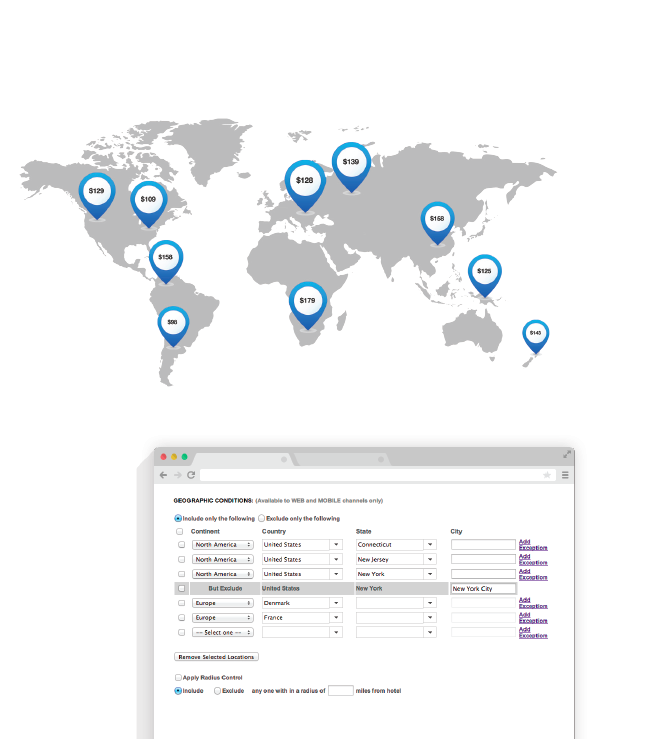 $139
$128
$129
$109
$158
$158
$125
$179
$98
$143
GEOGRAPHIC CONDITIONS: (Available to WEB and MOBILE channels only)
Include only the following Exclude only the following
Continent Country State City
North America United States Connecticut Add Exceptions
North America United States New Jersey Add Exceptions
North America United States New York Add Exceptions
But Exclude United States New York New York City
Europe Denmark Add Exceptions
Europe France Add Exceptions
-- Select one -- Add Exceptions
Remove Selected Locations
Apply Radius Control
Include Exclude any one with in a radius of miles from hotel